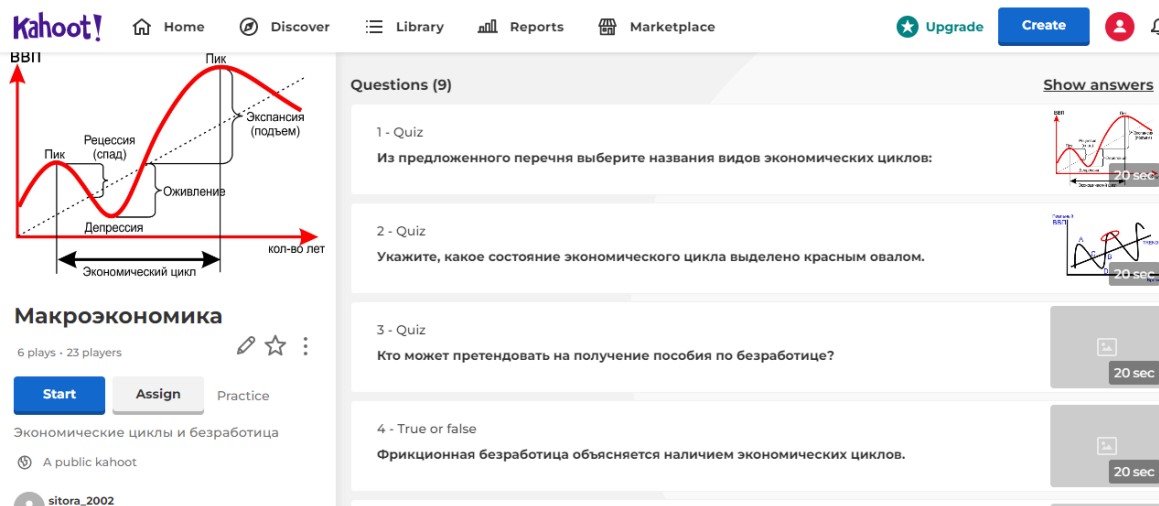 Kahoot!
Home
Discover
Library
Reports
Marketplace
Upgrade
Create
ВВП
Пик
Экспансия
(подъем)
Рецессия
(спад)
Пик
Оживление
Депрессия
кол-во лет
Экономический цикл
Макроэкономика
6 plays · 23 players
Start
Assign
Practice
Экономические циклы и безработица
A public kahoot
sitora_2002
Questions (9)
Show answers
1 - Quiz
Из предложенного перечня выберите названия видов экономических циклов:
20 sec
2 - Quiz
Укажите, какое состояние экономического цикла выделено красным овалом.
20 sec
3 - Quiz
Кто может претендовать на получение пособия по безработице?
20 sec
4 - True or false
Фрикционная безработица объясняется наличием экономических циклов.
20 sec